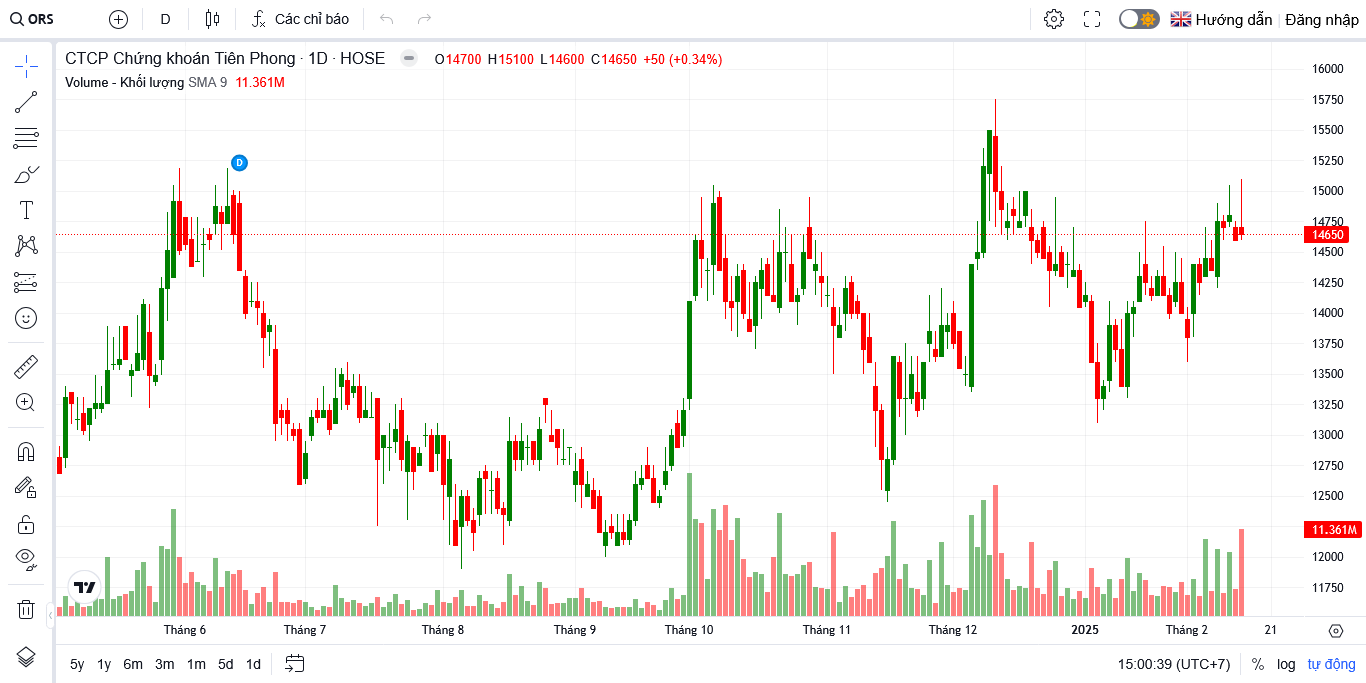 ORS D Các chỉ báo Hướng dẫn Đăng nhập
CTCP Chứng khoán Tiên Phong · 1D · HOSE O14700 H15100 L14600 C14650 +50 (+0.34%)
Volume - Khối lượng SMA 9 11.361M
D
16000
15750
15500
15250
15000
14750
14650
14500
14250
14000
13750
13500
13250
13000
12750
12500
11.361M
12000
11750
Tháng 6 Tháng 7 Tháng 8 Tháng 9 Tháng 10 Tháng 11 Tháng 12 2025 Tháng 2 21
5y 1y 6m 3m 1m 5d 1d 15:00:39 (UTC+7) % log tự động